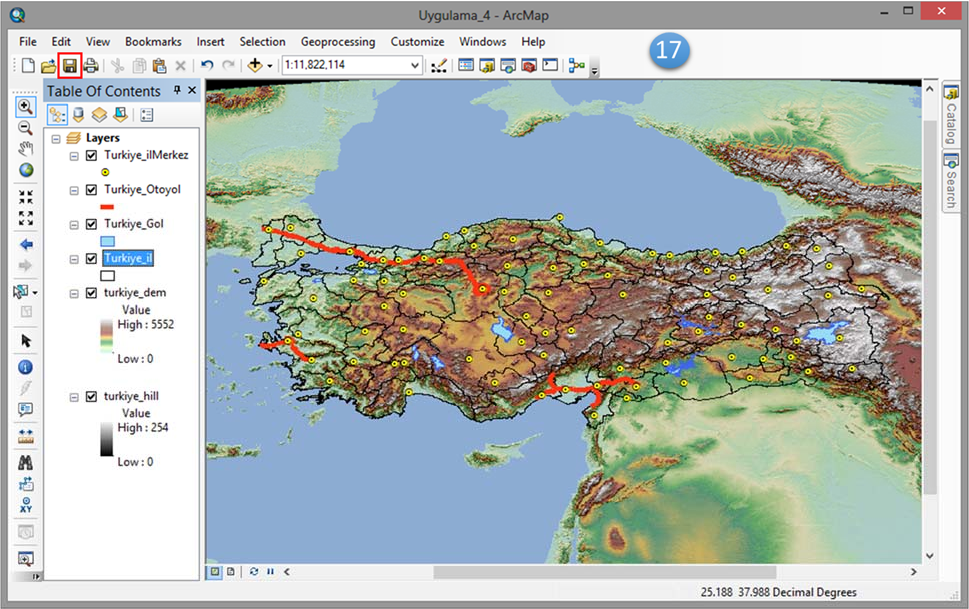 Uygulama_4 - ArcMap
File Edit View Bookmarks Insert Selection Geoprocessing Customize Windows Help
17
1:11,822,114
Table Of Contents
Layers
Turkiye_ilMerkez
Turkiye_Otoyol
Turkiye_Gol
Turkiye_il
turkiye_dem
Value
High : 5552
Low : 0
turkiye_hill
Value
High : 254
Low : 0
XY
Catalog
Search
25.188 37.988 Decimal Degrees